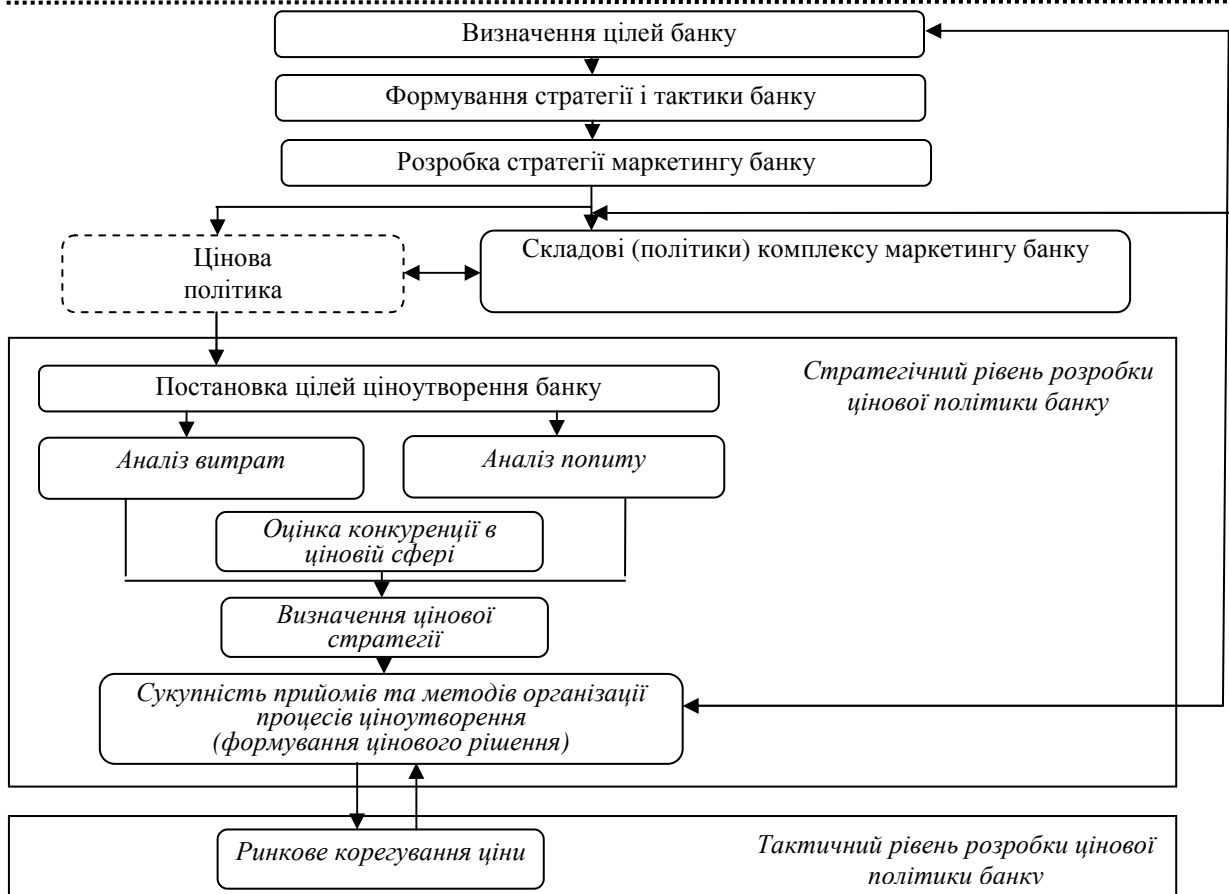 Визначення цілей банку
Формування стратегії і тактики банку
Розробка стратегії маркетингу банку
Цінова
політика
Складові (політики) комплексу маркетингу банку
Постановка цілей ціноутворення банку
Стратегічний рівень розробки
цінової політики банку
Аналіз витрат
Аналіз попиту
Оцінка конкуренції в
ціновій сфері
Визначення цінової
стратегії
Сукупність прийомів та методів організації
процесів ціноутворення
(формування цінового рішення)
Ринкове корегування ціни
Тактичний рівень розробки цінової
політики банку